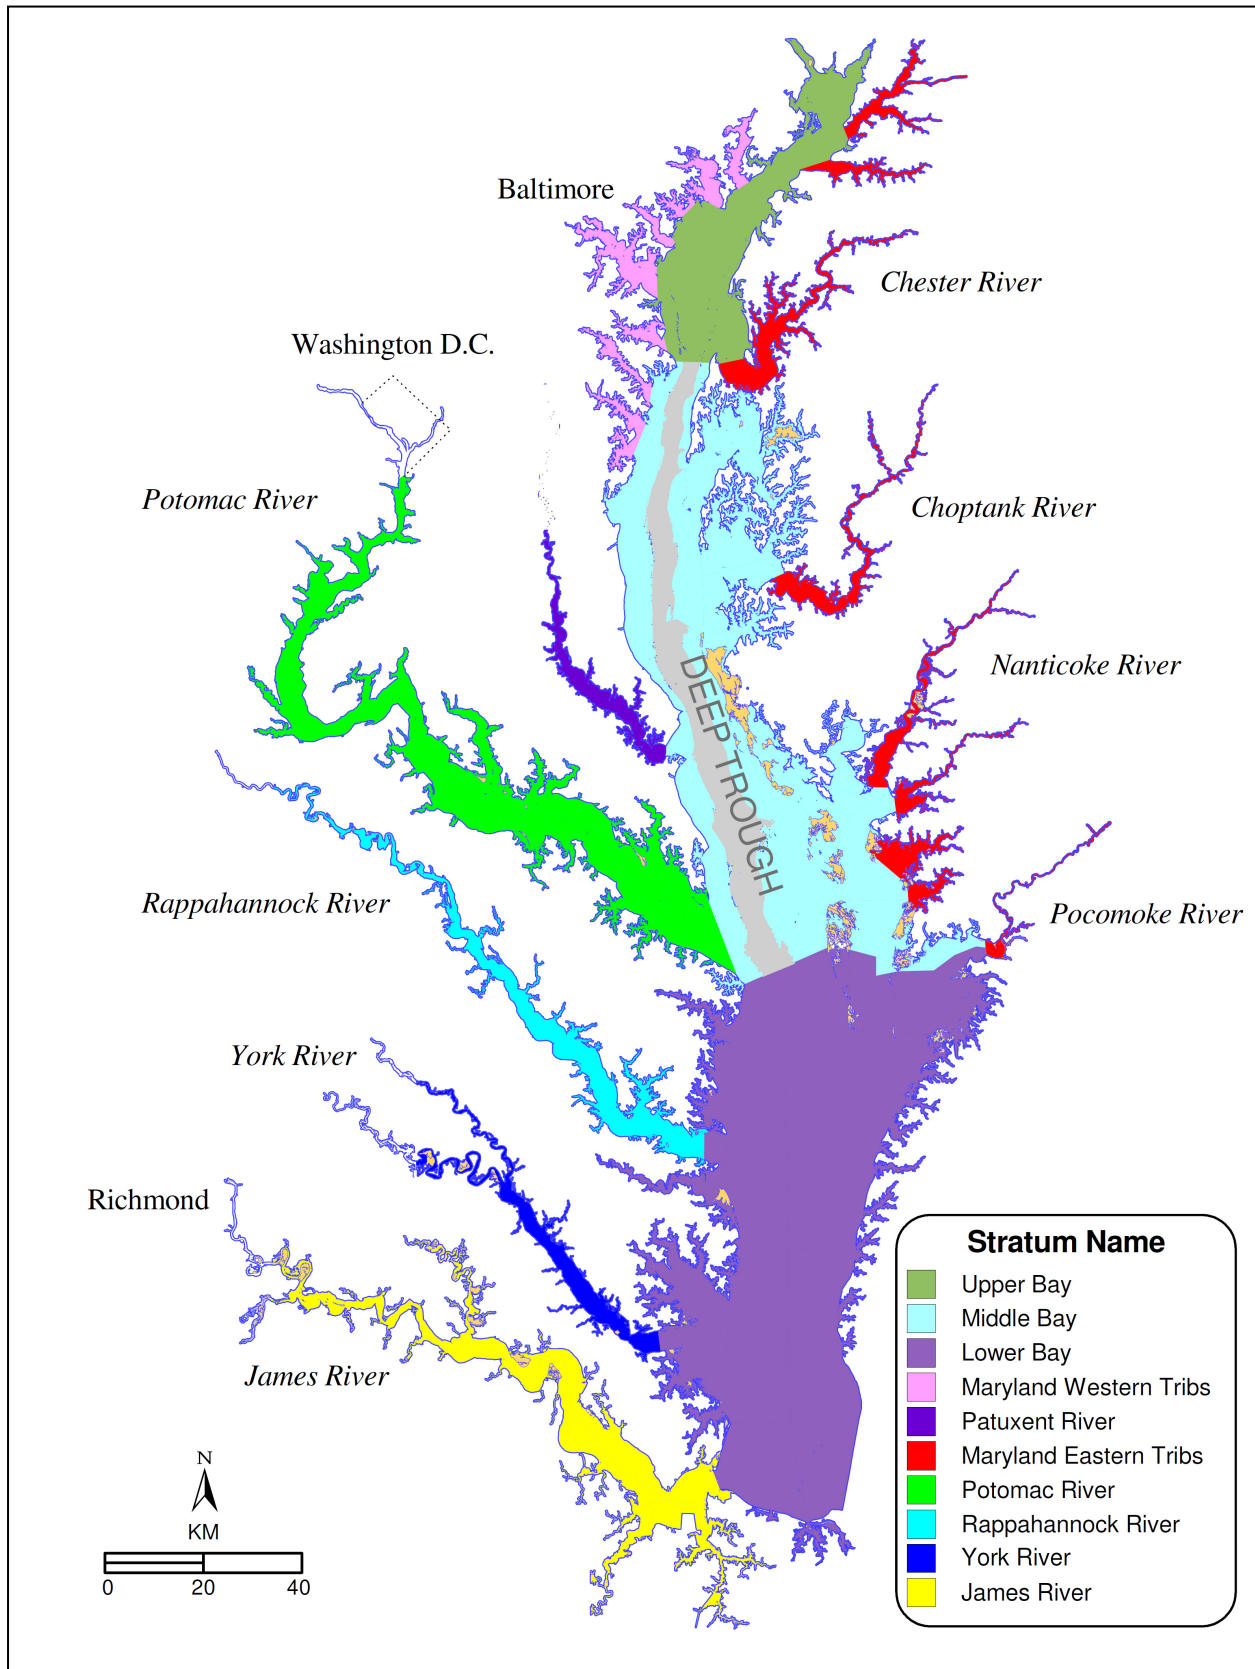 Baltimore
Chester River
Washington D.C.
Potomac River
Choptank River
Nanticoke River
DEEP TROUGH
Rappahannock River
Pocomoke River
York River
Richmond
James River
N
KM
0 20 40
Stratum Name
Upper Bay
Middle Bay
Lower Bay
Maryland Western Tribs
Patuxent River
Maryland Eastern Tribs
Potomac River
Rappahannock River
York River
James River